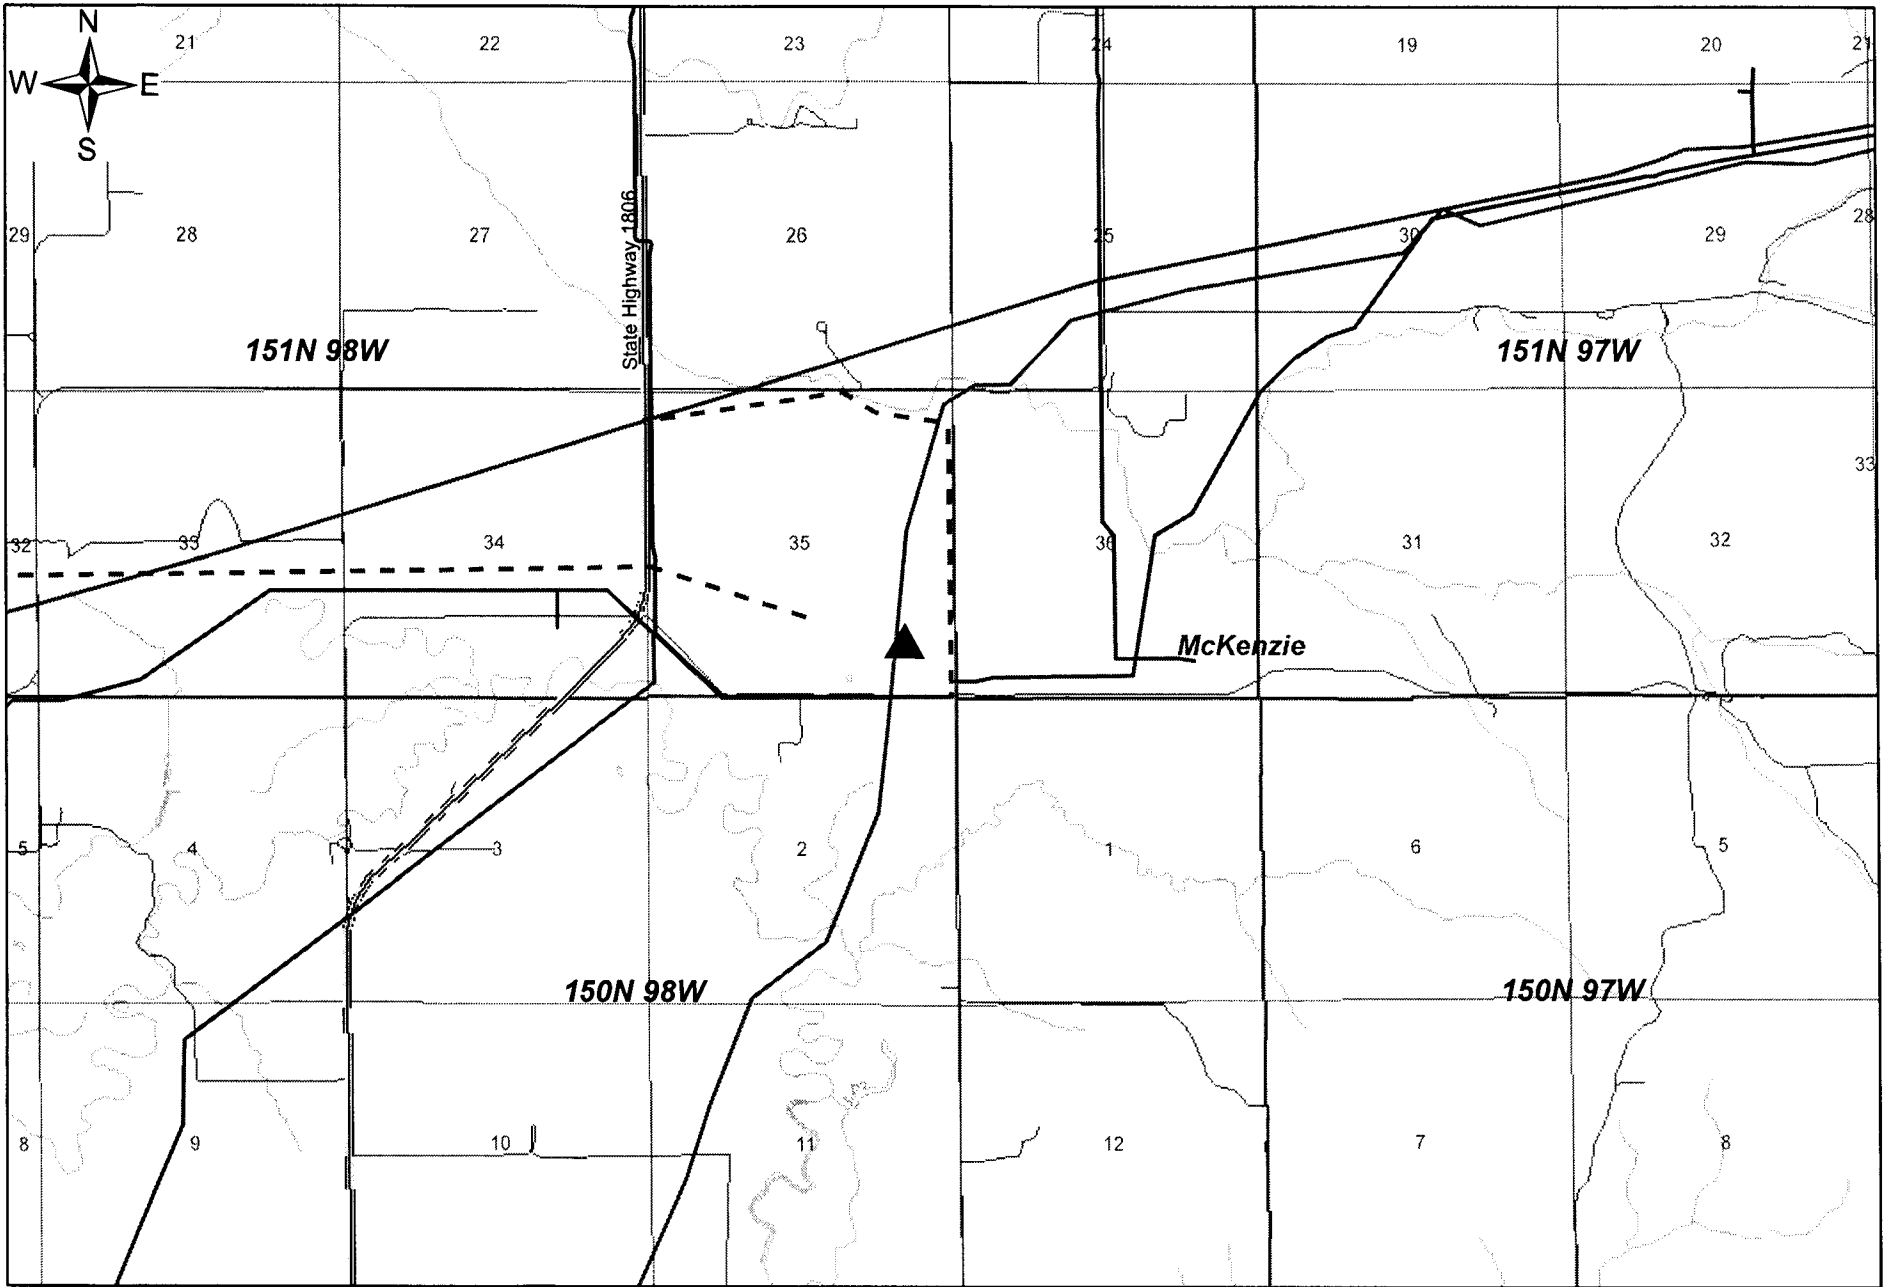 N
21 22 23 24 19 20 21
W E
S
State Highway 1806
29 28 27 26 25 30 29 28
151N 98W 151N 97W
33
32 33 34 35 36 31 32
McKenzie
5 4 3 2 1 6 5
150N 98W 150N 97W
8 9 10 11 12 7 8